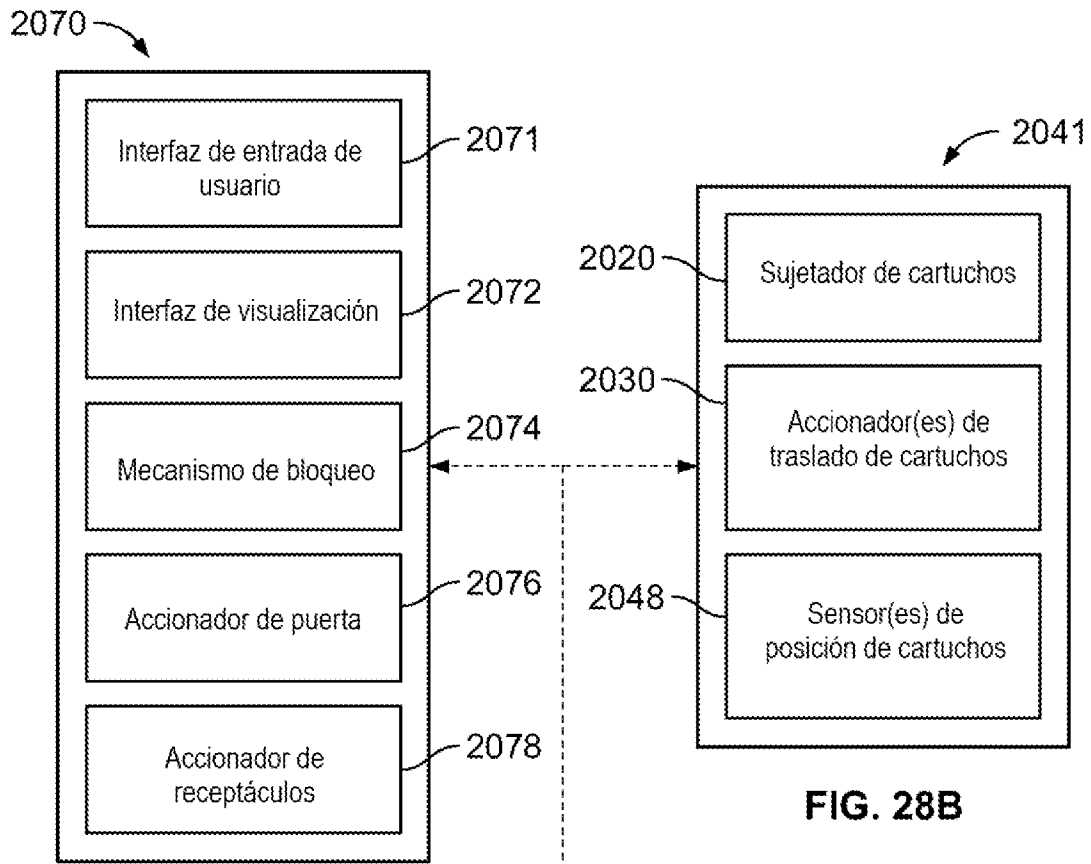 2070
Interfaz de entrada de
usuario
2071
Interfaz de visualización
2072
Mecanismo de bloqueo
2074
Accionador de puerta
2076
Accionador de
receptáculos
2078
2041
2020
Sujetador de cartuchos
2030
Accionador(es) de
traslado de cartuchos
2048
Sensor(es) de
posición de cartuchos
FIG. 28B